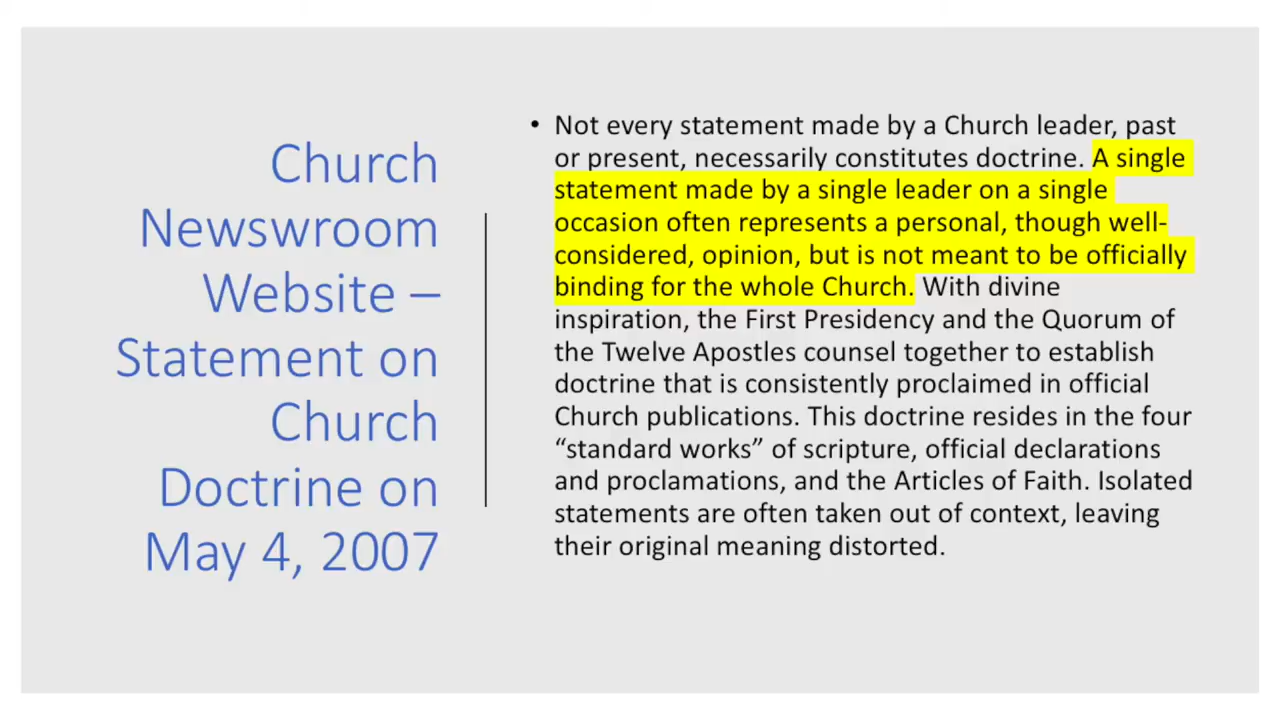 Church
Newswroom
Website –
Statement on
Church
Doctrine on
May 4, 2007
• Not every statement made by a Church leader, past
or present, necessarily constitutes doctrine. A single
statement made by a single leader on a single
occasion often represents a personal, though well-
considered, opinion, but is not meant to be officially
binding for the whole Church. With divine
inspiration, the First Presidency and the Quorum of
the Twelve Apostles counsel together to establish
doctrine that is consistently proclaimed in official
Church publications. This doctrine resides in the four
“standard works” of scripture, official declarations
and proclamations, and the Articles of Faith. Isolated
statements are often taken out of context, leaving
their original meaning distorted.